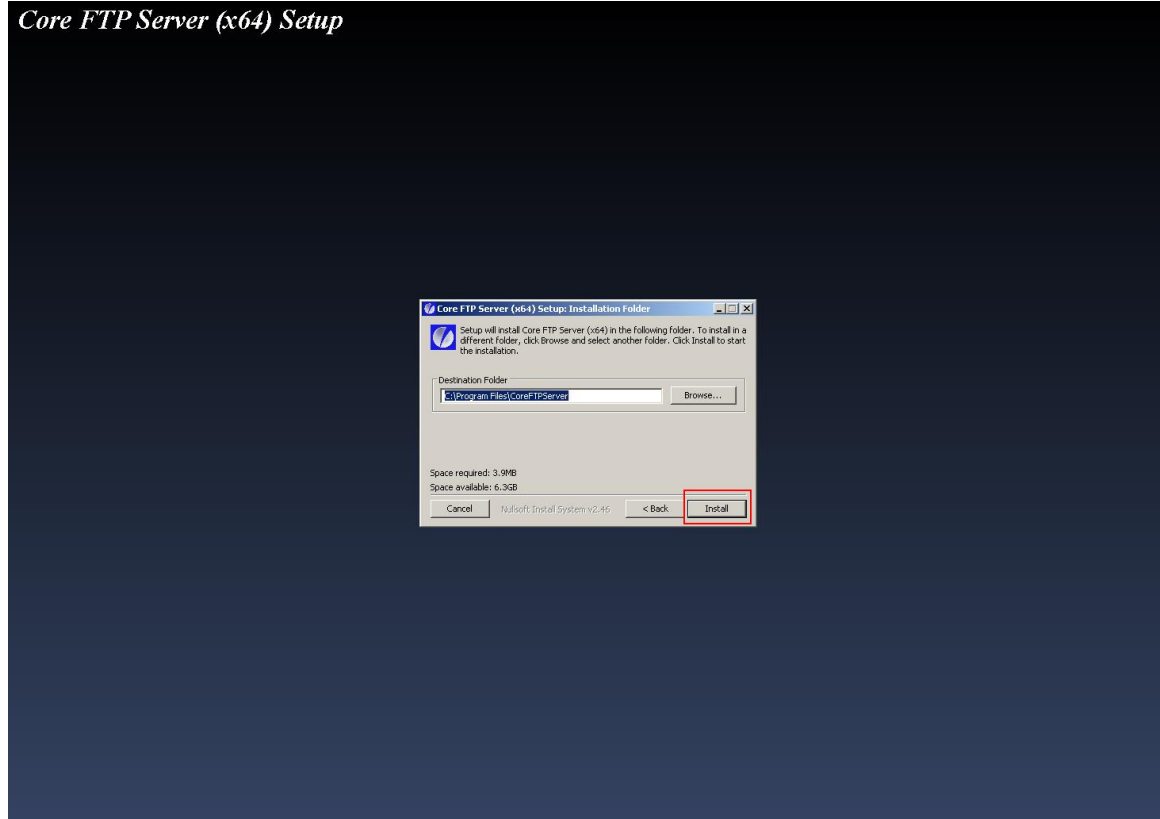 Core FTP Server (x64) Setup
Core FTP Server (x64) Setup: Installation Folder
Setup will install Core FTP Server (x64) in the following folder. To install in a
different folder, click Browse and select another folder. Click Install to start
the installation.
Destination Folder
C:\Program Files\CoreFTPServer
Browse...
Space required: 3.9MB
Space available: 6.3GB
Cancel
Nullsoft Install System v2.46
< Back
Install